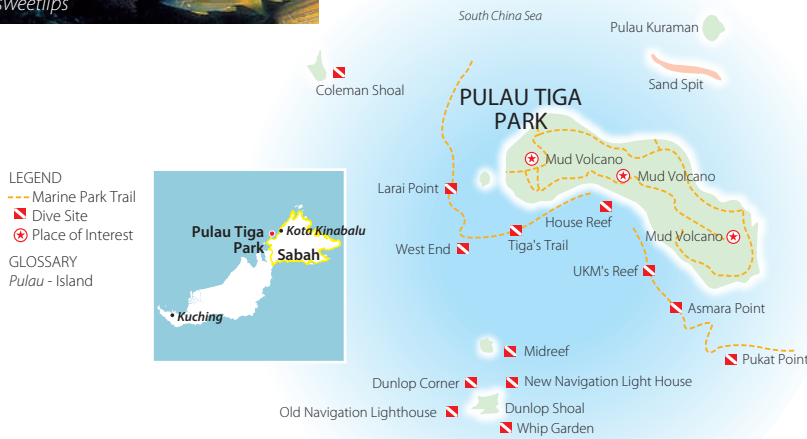 sweetlips
South China Sea
Pulau Kuraman
Sand Spit
Coleman Shoal
PULAU TIGA
PARK
Mud Volcano
Mud Volcano
Mud Volcano
Larai Point
House Reef
West End
Tiga's Trail
UKM's Reef
Asmara Point
Pukat Point
Midreef
Dunlop Corner
New Navigation Light House
Old Navigation Lighthouse
Dunlop Shoal
Whip Garden
LEGEND
Marine Park Trail
Dive Site
Place of Interest
GLOSSARY
Pulau - Island
Pulau Tiga
Park
Kota Kinabalu
Sabah
Kuching